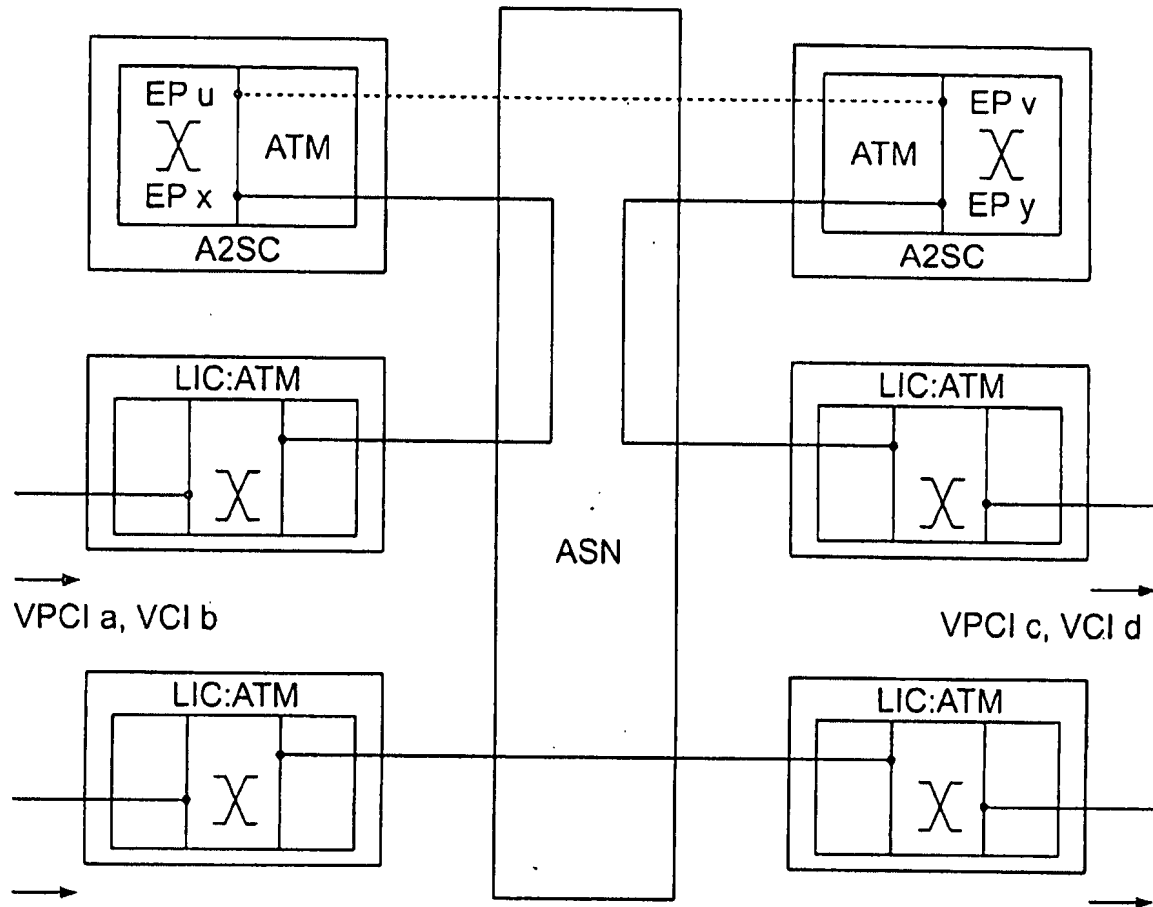 EP u
ATM
EP x
A2SC
EP v
ATM
EP y
A2SC
LIC:ATM
LIC:ATM
ASN
VPCI a, VCI b
VPCI c, VCI d
LIC:ATM
LIC:ATM